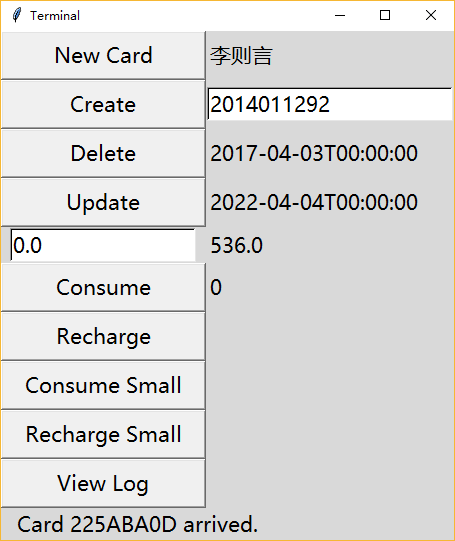 Terminal
New Card 李则言
Create 2014011292
Delete 2017-04-03T00:00:00
Update 2022-04-04T00:00:00
0.0 536.0
Consume 0
Recharge
Consume Small
Recharge Small
View Log
Card 225ABA0D arrived.